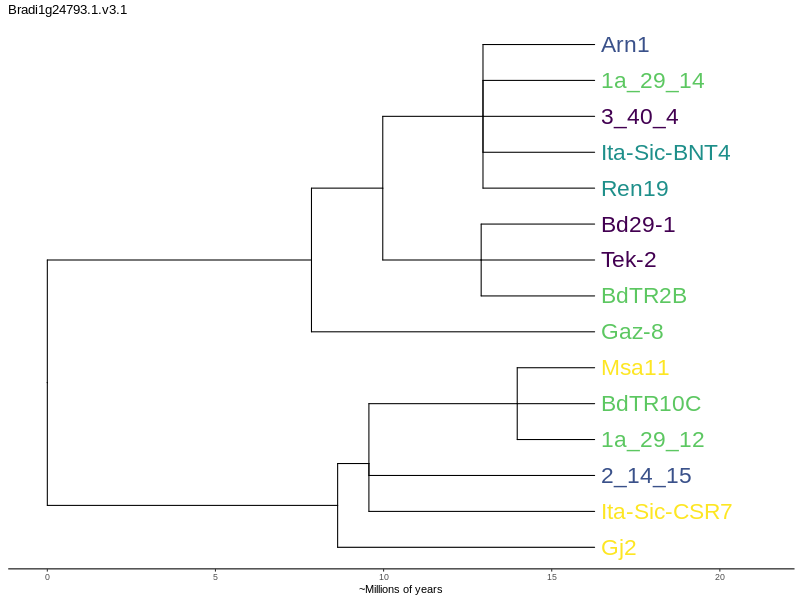 Bradi1g24793.1.v3.1
Arn1
1a_29_14
3_40_4
Ita-Sic-BNT4
Ren19
Bd29-1
Tek-2
BdTR2B
Gaz-8
Msa11
BdTR10C
1a_29_12
2_14_15
Ita-Sic-CSR7
Gj2
0 5 10 15 20
~Millions of years